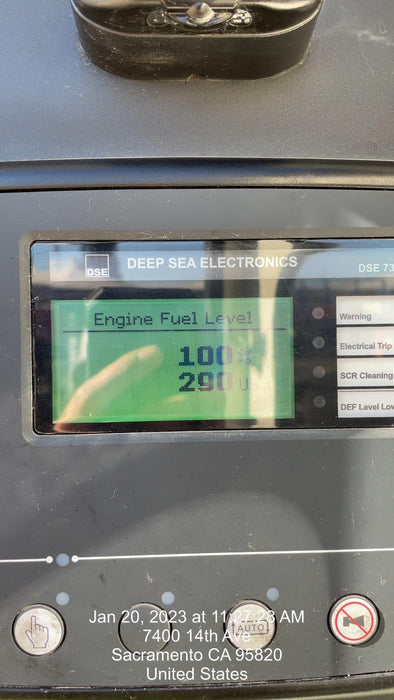 DSE
DEEP SEA ELECTRONICS
DSE 73
Engine Fuel Level
100 %
290 U
Warning
Electrical Trip
SCR Cleaning
DEF Level Low
AUTO
Jan 20, 2023 at 11:27:28 AM
7400 14th Ave
Sacramento CA 95820
United States